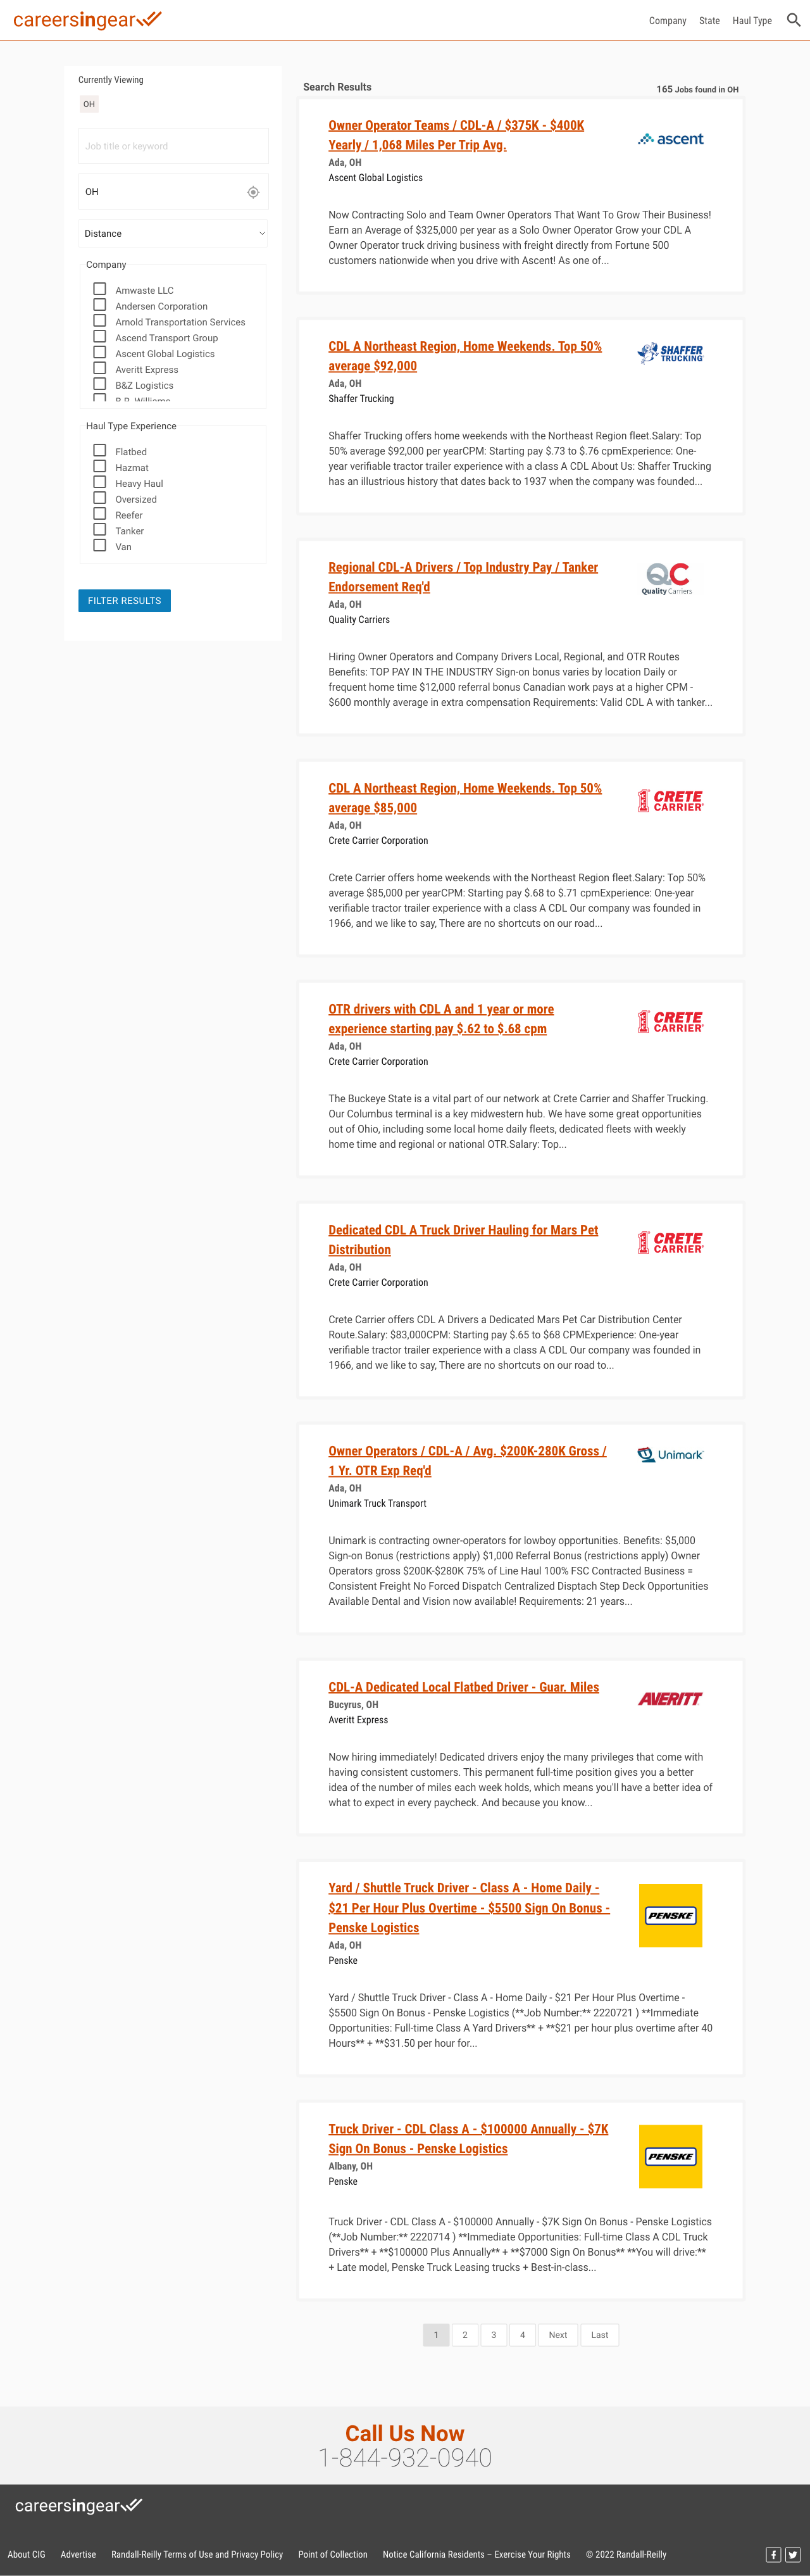 careersingear
Company State Haul Type
Currently Viewing
OH
Job title or keyword
OH
Distance
Company
Amwaste LLC
Andersen Corporation
Arnold Transportation Services
Ascend Transport Group
Ascent Global Logistics
Averitt Express
B&Z Logistics
B.R. Williams
Haul Type Experience
Flatbed
Hazmat
Heavy Haul
Oversized
Reefer
Tanker
Van
FILTER RESULTS
Search Results
165 Jobs found in OH
Owner Operator Teams / CDL-A / $375K - $400K
Yearly / 1,068 Miles Per Trip Avg.
ascent
Ada, OH
Ascent Global Logistics
Now Contracting Solo and Team Owner Operators That Want To Grow Their Business!
Earn an Average of $325,000 per year as a Solo Owner Operator Grow your CDL A
Owner Operator truck driving business with freight directly from Fortune 500
customers nationwide when you drive with Ascent! As one of...
CDL A Northeast Region, Home Weekends. Top 50%
average $92,000
SHAFFER
TRUCKING
Ada, OH
Shaffer Trucking
Shaffer Trucking offers home weekends with the Northeast Region fleet.Salary: Top
50% average $92,000 per yearCPM: Starting pay $.73 to $.76 cpmExperience: One-
year verifiable tractor trailer experience with a class A CDL About Us: Shaffer Trucking
has an illustrious history that dates back to 1937 when the company was founded...
Regional CDL-A Drivers / Top Industry Pay / Tanker
Endorsement Req'd
QC
Quality Carriers
Ada, OH
Quality Carriers
Hiring Owner Operators and Company Drivers Local, Regional, and OTR Routes
Benefits: TOP PAY IN THE INDUSTRY Sign-on bonus varies by location Daily or
frequent home time $12,000 referral bonus Canadian work pays at a higher CPM -
$600 monthly average in extra compensation Requirements: Valid CDL A with tanker...
CDL A Northeast Region, Home Weekends. Top 50%
average $85,000
CRETE
CARRIER
Ada, OH
Crete Carrier Corporation
Crete Carrier offers home weekends with the Northeast Region fleet.Salary: Top 50%
average $85,000 per yearCPM: Starting pay $.68 to $.71 cpmExperience: One-year
verifiable tractor trailer experience with a class A CDL Our company was founded in
1966, and we like to say, There are no shortcuts on our road...
OTR drivers with CDL A and 1 year or more
experience starting pay $.62 to $.68 cpm
CRETE
CARRIER
Ada, OH
Crete Carrier Corporation
The Buckeye State is a vital part of our network at Crete Carrier and Shaffer Trucking.
Our Columbus terminal is a key midwestern hub. We have some great opportunities
out of Ohio, including some local home daily fleets, dedicated fleets with weekly
home time and regional or national OTR.Salary: Top...
Dedicated CDL A Truck Driver Hauling for Mars Pet
Distribution
CRETE
CARRIER
Ada, OH
Crete Carrier Corporation
Crete Carrier offers CDL A Drivers a Dedicated Mars Pet Car Distribution Center
Route.Salary: $83,000CPM: Starting pay $.65 to $68 CPMExperience: One-year
verifiable tractor trailer experience with a class A CDL Our company was founded in
1966, and we like to say, There are no shortcuts on our road to...
Owner Operators / CDL-A / Avg. $200K-280K Gross /
1 Yr. OTR Exp Req'd
Unimark
Ada, OH
Unimark Truck Transport
Unimark is contracting owner-operators for lowboy opportunities. Benefits: $5,000
Sign-on Bonus (restrictions apply) $1,000 Referral Bonus (restrictions apply) Owner
Operators gross $200K-$280K 75% of Line Haul 100% FSC Contracted Business =
Consistent Freight No Forced Dispatch Centralized Disptach Step Deck Opportunities
Available Dental and Vision now available! Requirements: 21 years...
CDL-A Dedicated Local Flatbed Driver - Guar. Miles
AVERITT
Bucyrus, OH
Averitt Express
Now hiring immediately! Dedicated drivers enjoy the many privileges that come with
having consistent customers. This permanent full-time position gives you a better
idea of the number of miles each week holds, which means you'll have a better idea of
what to expect in every paycheck. And because you know...
Yard / Shuttle Truck Driver - Class A - Home Daily -
$21 Per Hour Plus Overtime - $5500 Sign On Bonus -
Penske Logistics
PENSKE
Ada, OH
Penske
Yard / Shuttle Truck Driver - Class A - Home Daily - $21 Per Hour Plus Overtime -
$5500 Sign On Bonus - Penske Logistics (**Job Number:** 2220721 ) **Immediate
Opportunities: Full-time Class A Yard Drivers** + **$21 per hour plus overtime after 40
Hours** + **$31.50 per hour for...
Truck Driver - CDL Class A - $100000 Annually - $7K
Sign On Bonus - Penske Logistics
PENSKE
Albany, OH
Penske
Truck Driver - CDL Class A - $100000 Annually - $7K Sign On Bonus - Penske Logistics
(**Job Number:** 2220714 ) **Immediate Opportunities: Full-time Class A CDL Truck
Drivers** + **$100000 Plus Annually** + **$7000 Sign On Bonus** **You will drive:**
+ Late model, Penske Truck Leasing trucks + Best-in-class...
1 2 3 4 Next Last
Call Us Now
1-844-932-0940
careersingear
About CIG Advertise Randall-Reilly Terms of Use and Privacy Policy Point of Collection Notice California Residents – Exercise Your Rights © 2022 Randall-Reilly